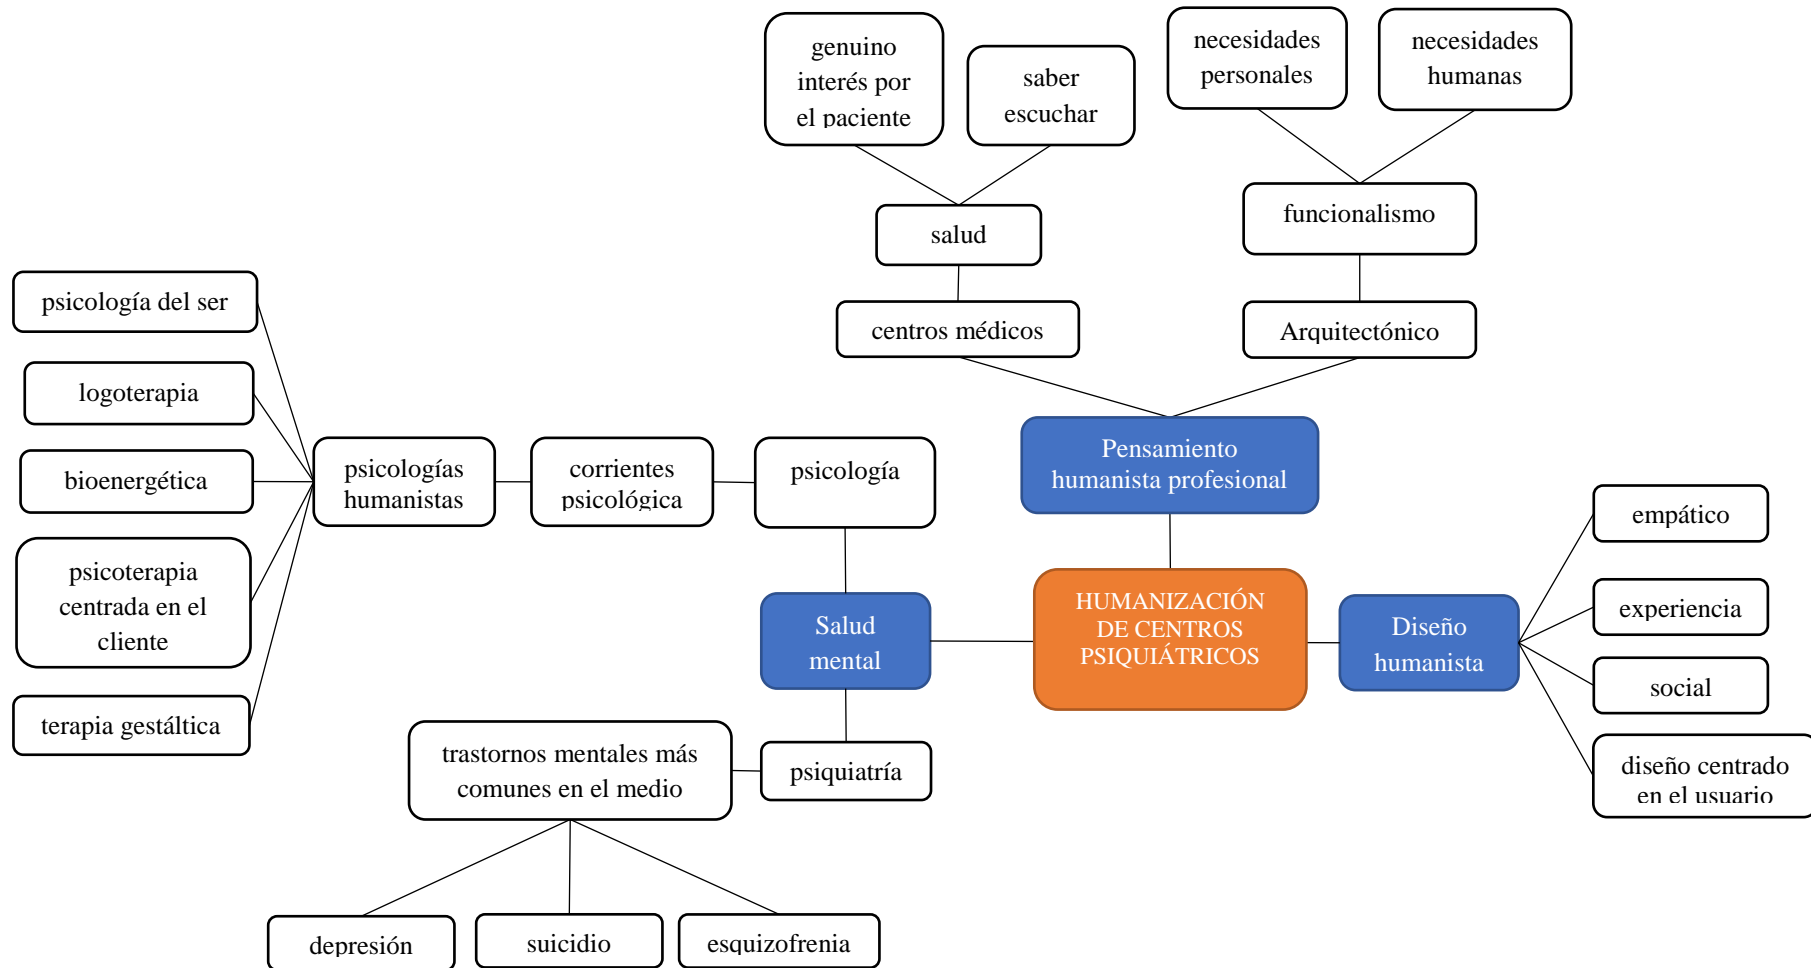 genuino
interés por
el paciente
saber
escuchar
necesidades
personales
necesidades
humanas
salud
funcionalismo
centros médicos
Arquitectónico
psicología del ser
logoterapia
bioenergética
psicoterapia
centrada en el
cliente
terapia gestáltica
psicologías
humanistas
corrientes
psicológica
psicología
Pensamiento
humanista profesional
HUMANIZACIÓN
DE CENTROS
PSIQUIÁTRICOS
Salud
mental
Diseño
humanista
empático
experiencia
social
diseño centrado
en el usuario
trastornos mentales más
comunes en el medio
psiquiatría
depresión
suicidio
esquizofrenia